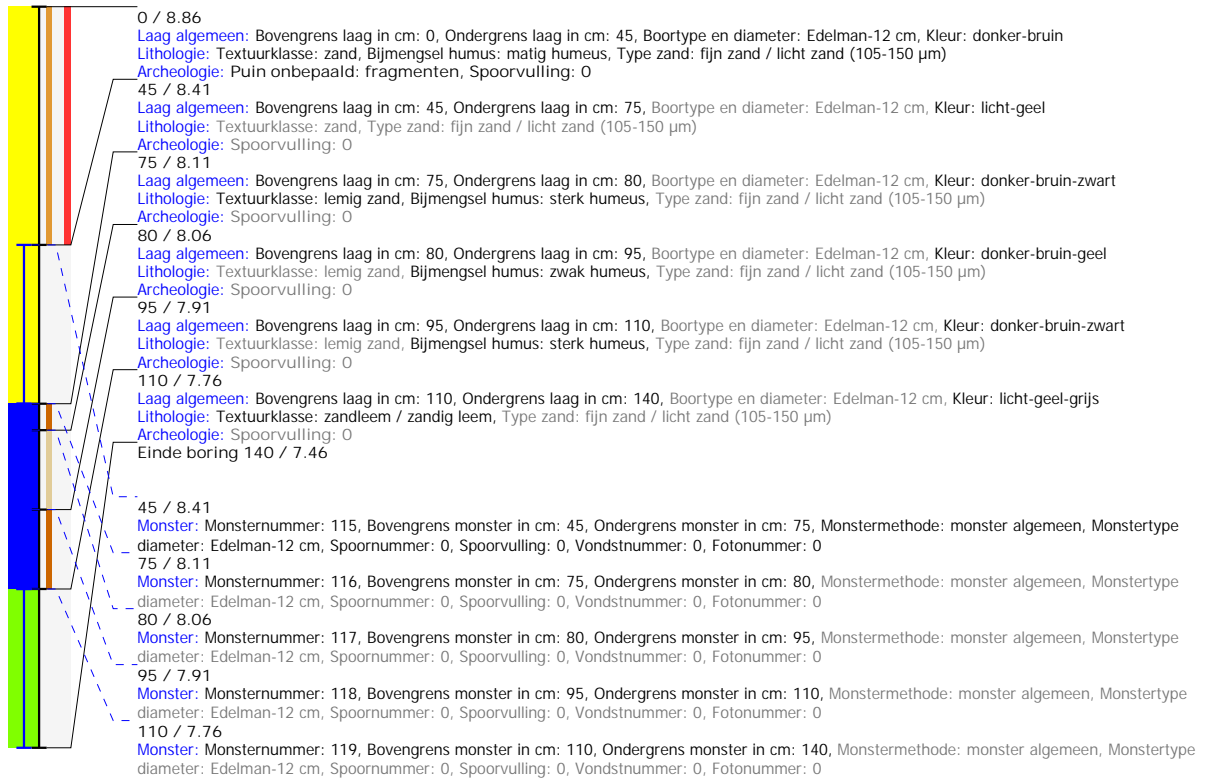 0 / 8.86
Laag algemeen: Bovengrens laag in cm: 0, Ondergrens laag in cm: 45, Boortype en diameter: Edelman-12 cm, Kleur: donker-bruin
Lithologie: Textuurklasse: zand, Bijmengsel humus: matig humeus, Type zand: fijn zand / licht zand (105-150 µm)
Archeologie: Puin onbepaald: fragmenten, Spoorvulling: 0
45 / 8.41
Laag algemeen: Bovengrens laag in cm: 45, Ondergrens laag in cm: 75, Boortype en diameter: Edelman-12 cm, Kleur: licht-geel
Lithologie: Textuurklasse: zand, Type zand: fijn zand / licht zand (105-150 µm)
Archeologie: Spoorvulling: 0
75 / 8.11
Laag algemeen: Bovengrens laag in cm: 75, Ondergrens laag in cm: 80, Boortype en diameter: Edelman-12 cm, Kleur: donker-bruin-zwart
Lithologie: Textuurklasse: lemig zand, Bijmengsel humus: sterk humeus, Type zand: fijn zand / licht zand (105-150 µm)
Archeologie: Spoorvulling: 0
80 / 8.06
Laag algemeen: Bovengrens laag in cm: 80, Ondergrens laag in cm: 95, Boortype en diameter: Edelman-12 cm, Kleur: donker-bruin-geel
Lithologie: Textuurklasse: lemig zand, Bijmengsel humus: zwak humeus, Type zand: fijn zand / licht zand (105-150 µm)
Archeologie: Spoorvulling: 0
95 / 7.91
Laag algemeen: Bovengrens laag in cm: 95, Ondergrens laag in cm: 110, Boortype en diameter: Edelman-12 cm, Kleur: donker-bruin-zwart
Lithologie: Textuurklasse: lemig zand, Bijmengsel humus: sterk humeus, Type zand: fijn zand / licht zand (105-150 µm)
Archeologie: Spoorvulling: 0
110 / 7.76
Laag algemeen: Bovengrens laag in cm: 110, Ondergrens laag in cm: 140, Boortype en diameter: Edelman-12 cm, Kleur: licht-geel-grijs
Lithologie: Textuurklasse: zandleem / zandig leem, Type zand: fijn zand / licht zand (105-150 µm)
Archeologie: Spoorvulling: 0
Einde boring 140 / 7.46
45 / 8.41
Monster: Monsternummer: 115, Bovengrens monster in cm: 45, Ondergrens monster in cm: 75, Monstermethode: monster algemeen, Monstertype
diameter: Edelman-12 cm, Spoornummer: 0, Spoorvulling: 0, Vondstnummer: 0, Fotonummer: 0
75 / 8.11
Monster: Monsternummer: 116, Bovengrens monster in cm: 75, Ondergrens monster in cm: 80, Monstermethode: monster algemeen, Monstertype
diameter: Edelman-12 cm, Spoornummer: 0, Spoorvulling: 0, Vondstnummer: 0, Fotonummer: 0
80 / 8.06
Monster: Monsternummer: 117, Bovengrens monster in cm: 80, Ondergrens monster in cm: 95, Monstermethode: monster algemeen, Monstertype
diameter: Edelman-12 cm, Spoornummer: 0, Spoorvulling: 0, Vondstnummer: 0, Fotonummer: 0
95 / 7.91
Monster: Monsternummer: 118, Bovengrens monster in cm: 95, Ondergrens monster in cm: 110, Monstermethode: monster algemeen, Monstertype
diameter: Edelman-12 cm, Spoornummer: 0, Spoorvulling: 0, Vondstnummer: 0, Fotonummer: 0
110 / 7.76
Monster: Monsternummer: 119, Bovengrens monster in cm: 110, Ondergrens monster in cm: 140, Monstermethode: monster algemeen, Monstertype
diameter: Edelman-12 cm, Spoornummer: 0, Spoorvulling: 0, Vondstnummer: 0, Fotonummer: 0